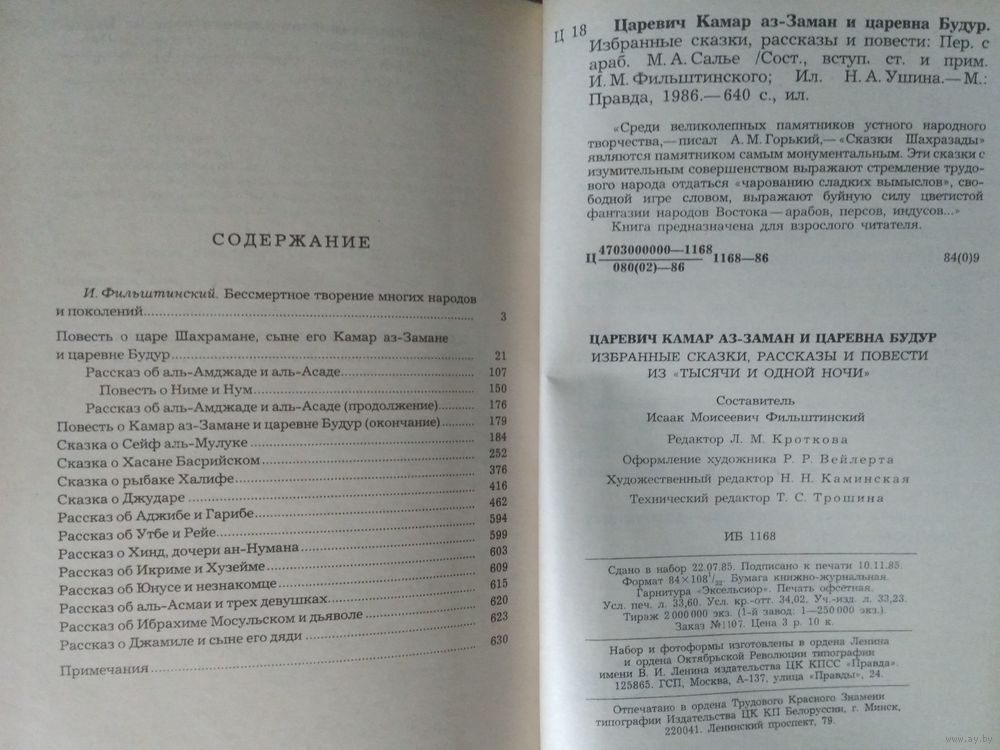 СОДЕРЖАНИЕ
И. Фильштинский. Бессмертное творение многих народов
и поколений........ 3
Повесть о царе Шахрамане, сыне его Камар аз-Замане
и царевне Будур........ 21
Рассказ об аль-Амджаде и аль-Асаде........ 107
Повесть о Ниме и Нум........ 150
Рассказ об аль-Амджаде и аль-Асаде (продолжение)........ 176
Повесть о Камар аз-Замане и царевне Будур (окончание)........ 179
Сказка о Сейф аль-Мулуке........ 184
Сказка о Хасане Басрийском........ 252
Сказка о рыбаке Халифе........ 376
Сказка о Джударе........ 416
Рассказ об Аджибе и Гарибе........ 462
Рассказ об Утбе и Рейе........ 594
Рассказ о Хинд, дочери ан-Нумана........ 599
Рассказ об Икриме и Хузейме........ 603
Рассказ об Юнусе и незнакомце........ 609
Рассказ об аль-Асмаи и трех девушках........ 615
Рассказ об Ибрахиме Мосульском и дьяволе........ 620
Рассказ о Джамиле и сыне его дяди........ 623
Примечания........ 630
Ц 18
Царевич Камар аз-Заман и царевна Будур.
Избранные сказки, рассказы и повести: Пер. с
араб. М. А. Салье /Сост., вступ. ст. и прим.
И. М. Фильштинского; Ил. Н. А. Ушина.— М.:
Правда, 1986.— 640 с., ил.
«Среди великолепных памятников устного народного
творчества,— писал А. М. Горький,— «Сказки Шахразады»
являются памятником самым монументальным. Эти сказки с
изумительным совершенством выражают стремление трудо-
вого народа отдаться «чарованию сладких вымыслов», сво-
бодной игре словом, выражают буйную силу цветистой
фантазии народов Востока — арабов, персов, индусов...»
Книга предназначена для взрослого читателя.
Ц 4703000000—1168
080(02)—86
1168—86
84(0)9
ЦАРЕВИЧ КАМАР АЗ-ЗАМАН И ЦАРЕВНА БУДУР
ИЗБРАННЫЕ СКАЗКИ, РАССКАЗЫ И ПОВЕСТИ
ИЗ «ТЫСЯЧИ И ОДНОЙ НОЧИ»
Составитель
Исаак Моисеевич Фильштинский
Редактор Л. М. Кроткова
Оформление художника Р. Р. Вейлерта
Художественный редактор Н. Н. Каминская
Технический редактор Т. С. Трошина
ИБ 1168
Сдано в набор 22.07.85. Подписано к печати 10.11.85.
Формат 84×108 1/32 Бумага книжно-журнальная.
Гарнитура «Эксельсиор». Печать офсетная.
Усл. печ. л. 33,60. Усл. кр.-отт. 34,02. Уч.-изд. л. 33,23.
Тираж 2 000 000 экз. (1-й завод: 1—250 000 экз.)
Заказ №1107. Цена 3 р. 10 к.
Набор и фотоформы изготовлены в ордена Ленина
и ордена Октябрьской Революции типографии
имени В. И. Ленина издательства ЦК КПСС «Правда».
125865. ГСП, Москва, А-137, улица «Правды», 24.
Отпечатано в ордена Трудового Красного Знамени
типографии Издательства ЦК КП Белоруссии, г. Минск,
220041. Ленинский проспект, 79.
www.ay.by